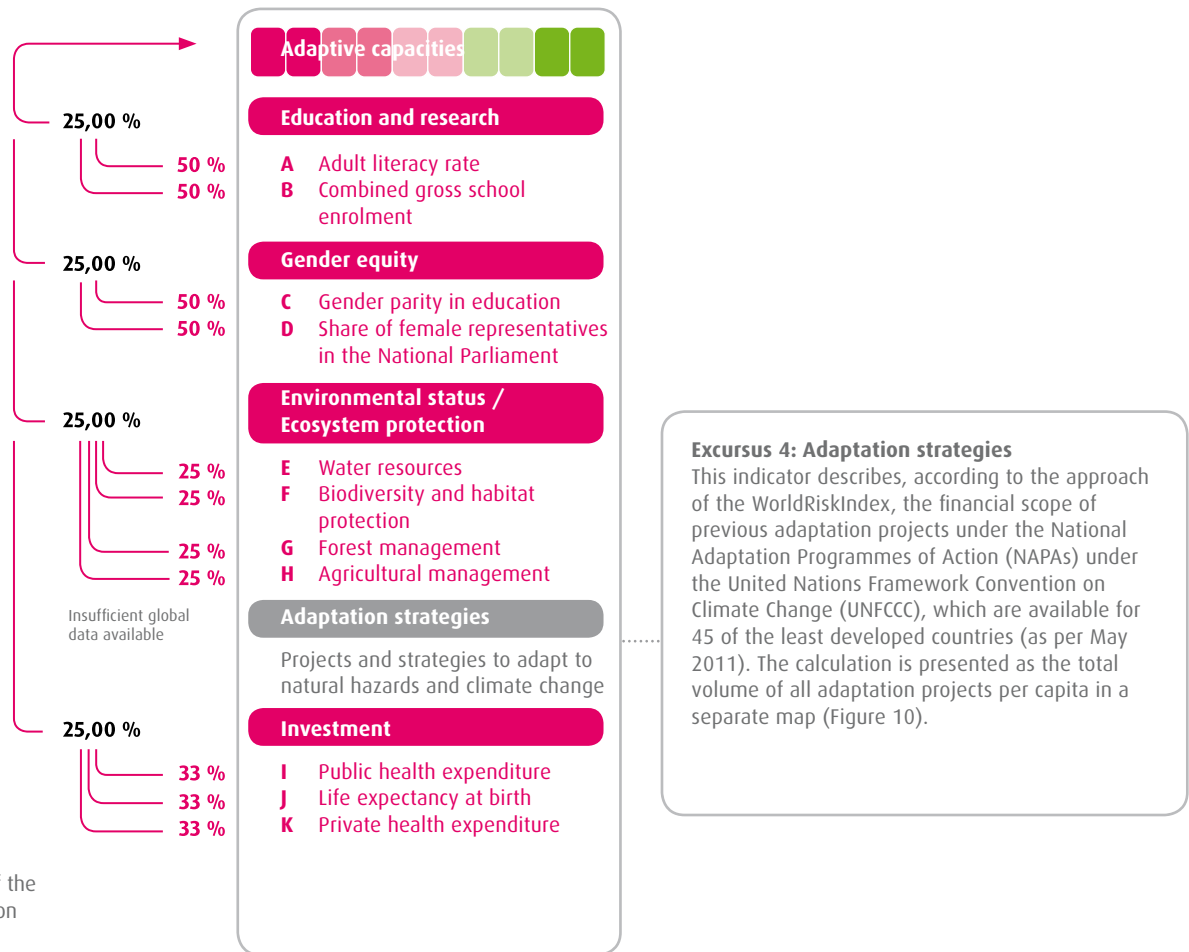 Adaptive capacities
25,00 %
Education and research
50 %
A Adult literacy rate
50 %
B Combined gross school
enrolment
25,00 %
Gender equity
50 %
C Gender parity in education
50 %
D Share of female representatives
in the National Parliament
25,00 %
Environmental status /
Ecosystem protection
25 %
E Water resources
25 %
F Biodiversity and habitat
protection
25 %
G Forest management
25 %
H Agricultural management
Insufficient global
data available
Adaptation strategies
Projects and strategies to adapt to
natural hazards and climate change
25,00 %
Investment
33 %
I Public health expenditure
33 %
J Life expectancy at birth
33 %
K Private health expenditure
Excursus 4: Adaptation strategies
This indicator describes, according to the approach
of the WorldRiskIndex, the financial scope of
previous adaptation projects under the National
Adaptation Programmes of Action (NAPAs) under
the United Nations Framework Convention on
Climate Change (UNFCCC), which are available for
45 of the least developed countries (as per May
2011). The calculation is presented as the total
volume of all adaptation projects per capita in a
separate map (Figure 10).
the
on